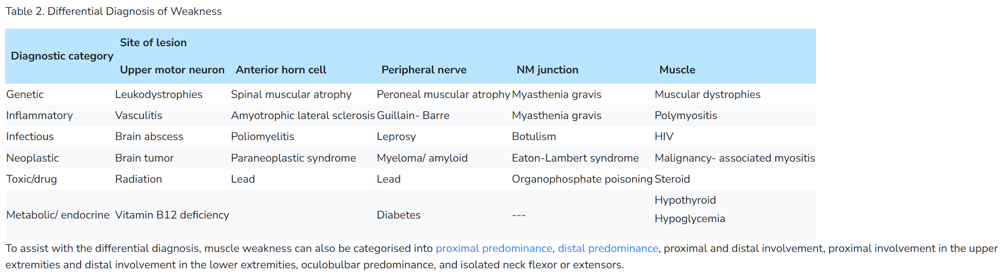 Table 2. Differential Diagnosis of Weakness
Diagnostic category
Site of lesion
Upper motor neuron Anterior horn cell Peripheral nerve NM junction Muscle
Genetic Leukodystrophies Spinal muscular atrophy Peroneal muscular atrophy Myasthenia gravis Muscular dystrophies
Inflammatory Vasculitis Amyotrophic lateral sclerosis Guillain- Barre Myasthenia gravis Polymyositis
Infectious Brain abscess Poliomyelitis Leprosy Botulism HIV
Neoplastic Brain tumor Paraneoplastic syndrome Myeloma/ amyloid Eaton-Lambert syndrome Malignancy- associated myositis
Toxic/drug Radiation Lead Lead Organophosphate poisoning Steroid
Metabolic/ endocrine Vitamin B12 deficiency Diabetes --- Hypothyroid
Hypoglycemia
To assist with the differential diagnosis, muscle weakness can also be categorised into proximal predominance, distal predominance, proximal and distal involvement, proximal involvement in the upper
extremities and distal involvement in the lower extremities, oculobulbar predominance, and isolated neck flexor or extensors.